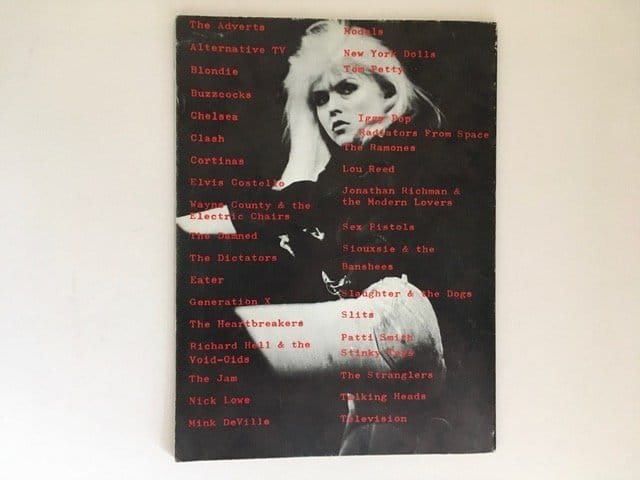 The Adverts
Alternative TV
Blondie
Buzzcocks
Chelsea
Clash
Cortinas
Elvis Costello
Wayne County & the
Electric Chairs
The Damned
The Dictators
Eater
Generation X
The Heartbreakers
Richard Hell & the
Void-Oids
The Jam
Nick Lowe
Mink DeVille
Models
New York Dolls
Tom Petty
Iggy Pop
Radiators From Space
The Ramones
Lou Reed
Jonathan Richman &
the Modern Lovers
Sex Pistols
Siouxsie & the
Banshees
Slaughter & the Dogs
Slits
Patti Smith
Stinky Toys
The Stranglers
Talking Heads
Television